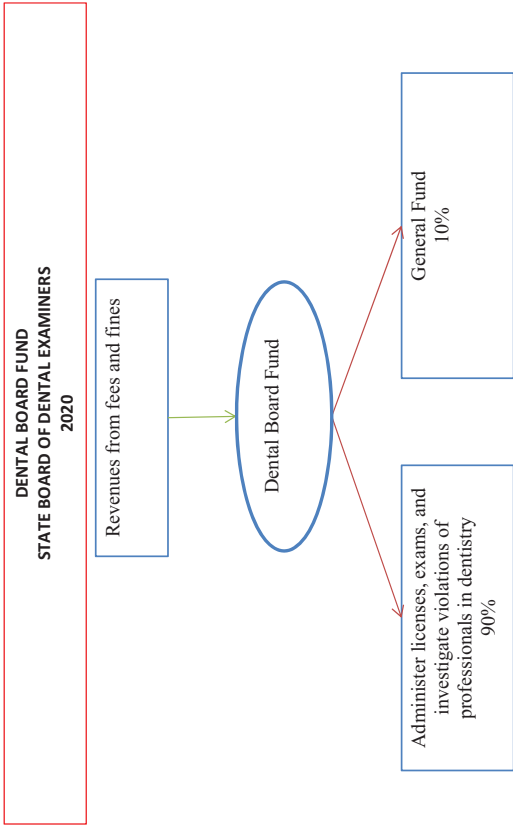 DENTAL BOARD FUND
STATE BOARD OF DENTAL EXAMINERS
2020
Revenues from fees and fines
Dental Board Fund
Administer licenses, exams, and
investigate violations of
professionals in dentistry
90%
General Fund
10%